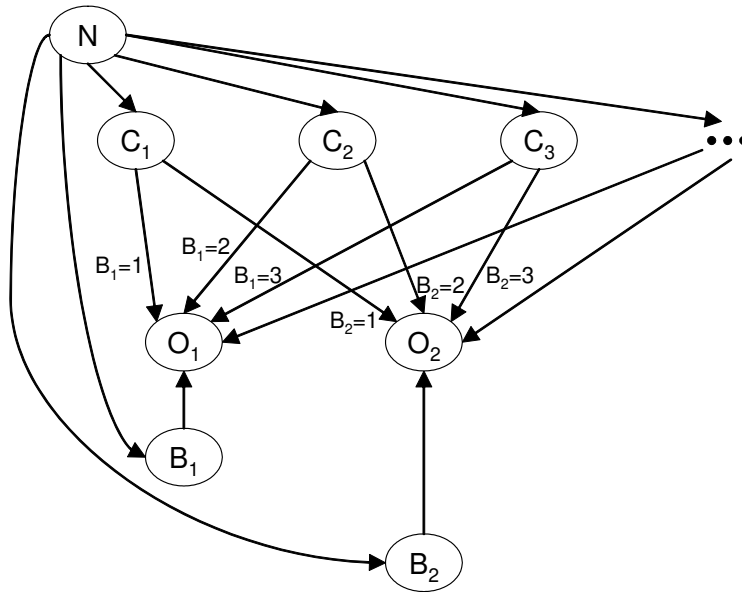 N
C₁ C₂ C₃ •••
B₁=1 B₁=2 B₁=3 B₂=2 B₂=3
B₂=1
O₁ O₂
B₁
B₂